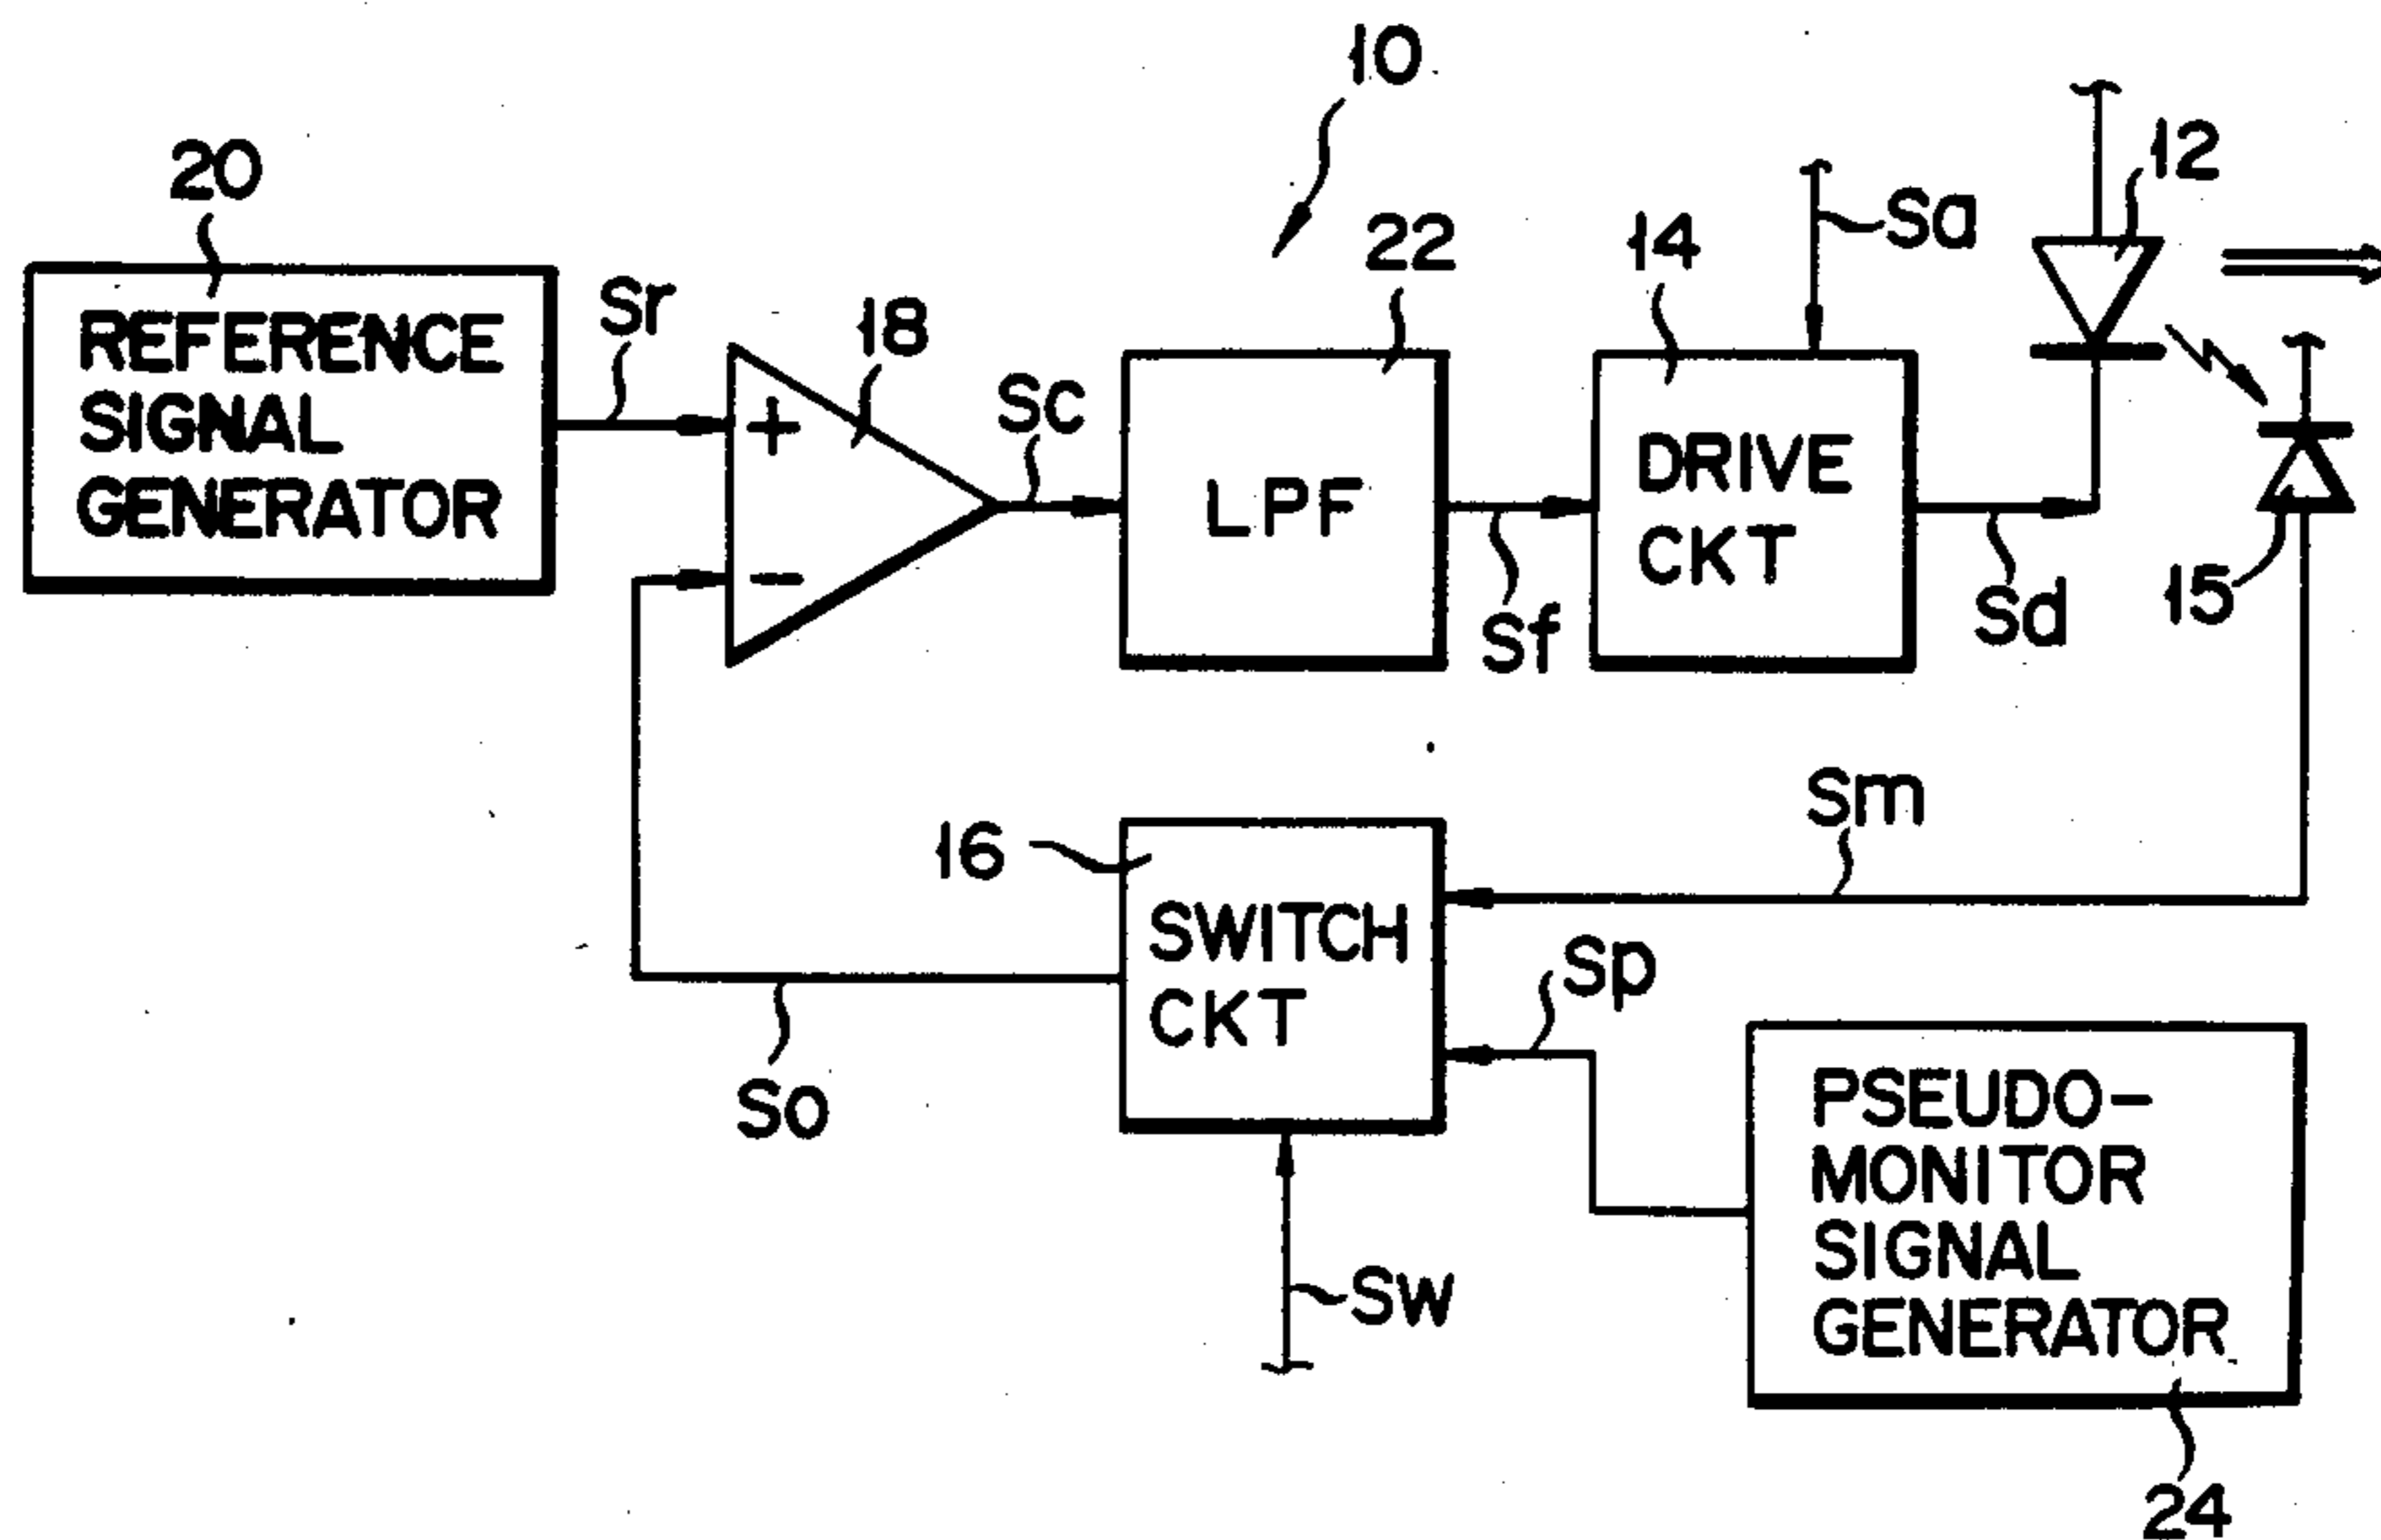 10
20
12
Sa
22
14
Sr
18
REFERENCE
SIGNAL
GENERATOR
+
−
Sc
LPF
Sf
DRIVE
CKT
Sd
15
Sm
16
SWITCH
CKT
Sp
So
Sw
PSEUDO-
MONITOR
SIGNAL
GENERATOR
24